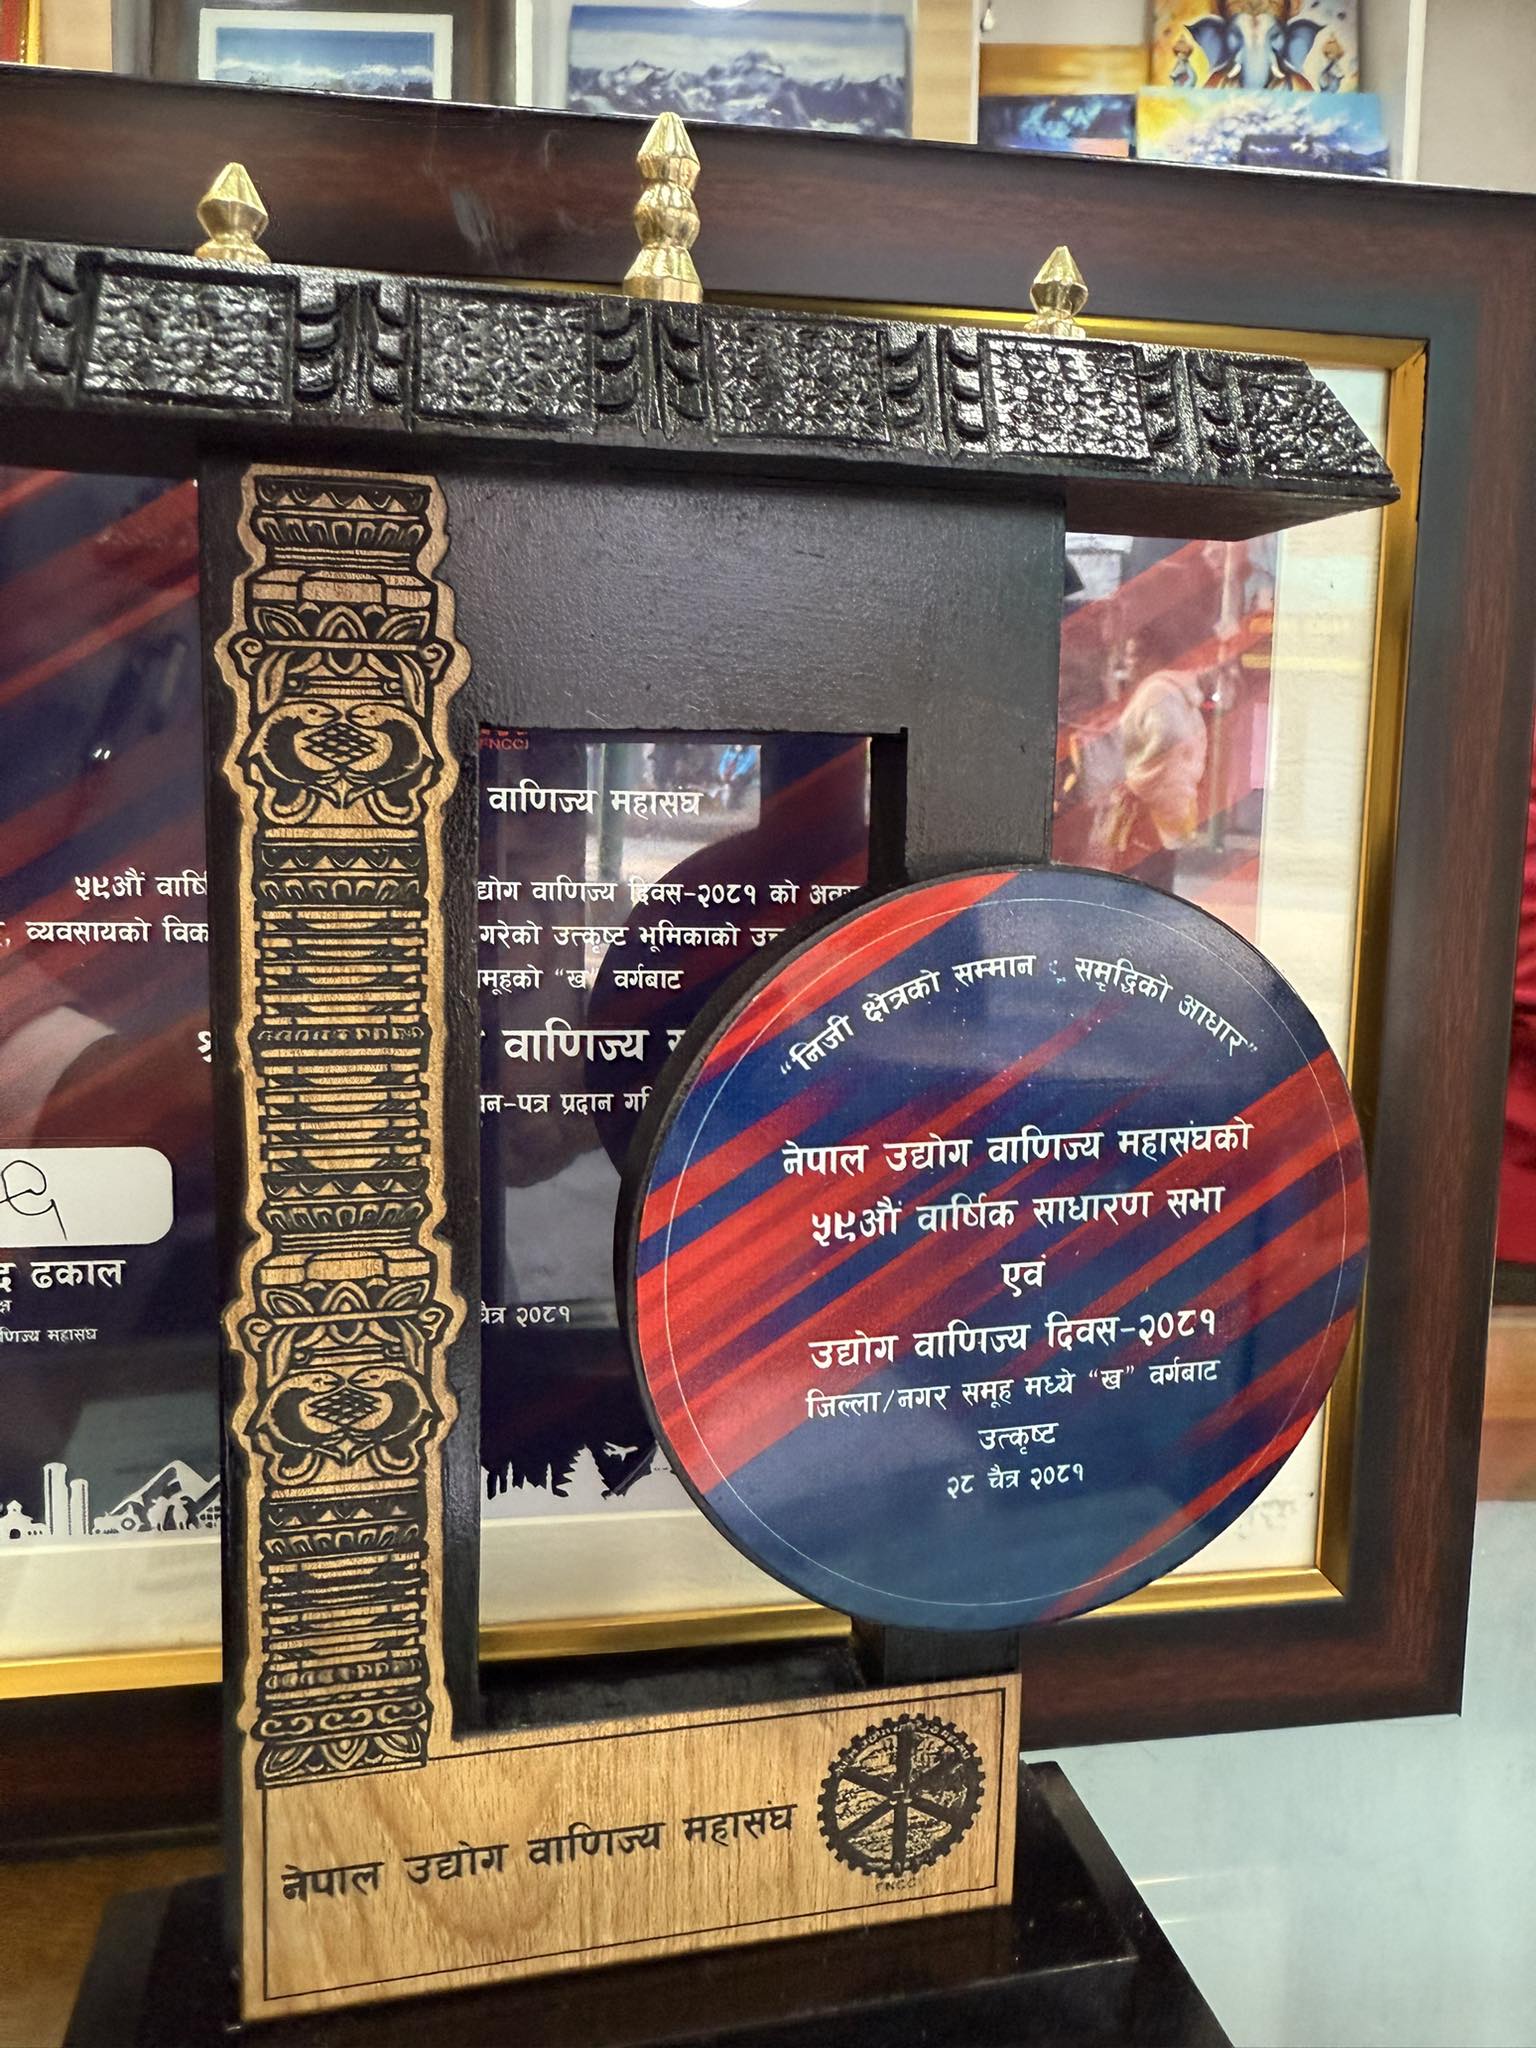 FNCCI
वाणिज्य महासंघ
५९औं वार्षि
द्योग वाणिज्य दिवस-२०८१ को
व्यवसायको विक
गरेको उत्कृष्ट भूमिकाको
मूहको “ख” वर्गबाट
वाणिज्य
न-पत्र प्रदान
ढकाल
णिज्य महासंघ
चैत्र २०८१
“निजी क्षेत्रको सम्मान : समृद्धिको आधार”
नेपाल उद्योग वाणिज्य महासंघको
५९औं वार्षिक साधारण सभा
एवं
उद्योग वाणिज्य दिवस-२०८१
जिल्ला/नगर समूह मध्ये “ख” वर्गबाट
उत्कृष्ट
२८ चैत्र २०८१
नेपाल उद्योग वाणिज्य महासंघ
FNCCI